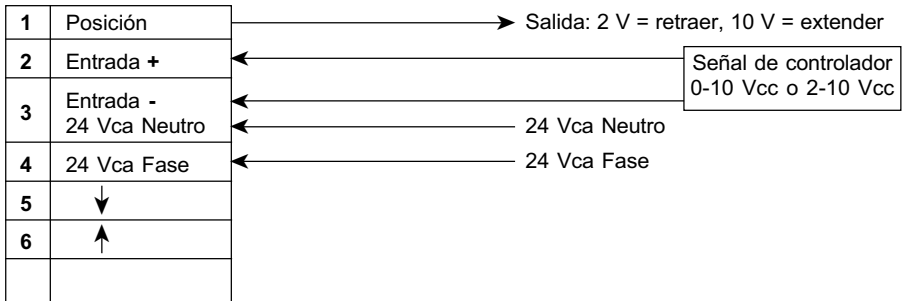 1 Posición
Salida: 2 V = retraer, 10 V = extender
2 Entrada +
Señal de controlador
0-10 Vcc o 2-10 Vcc
3 Entrada -
24 Vca Neutro
24 Vca Neutro
4 24 Vca Fase
24 Vca Fase
5
6